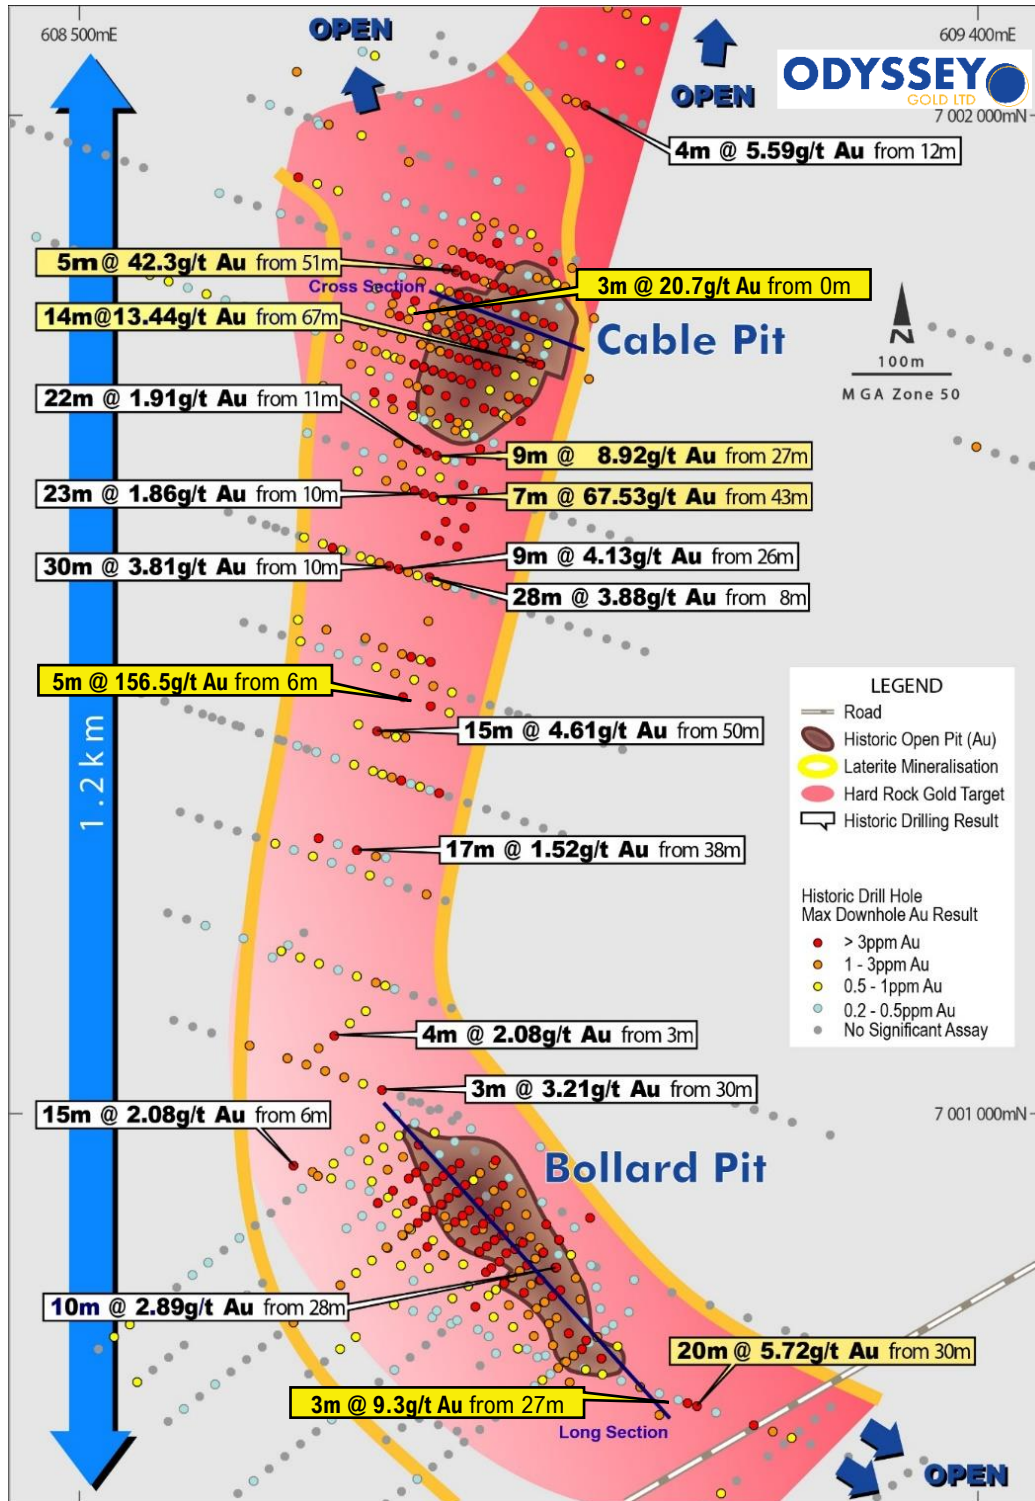 608 500mE
OPEN
609 400mE
OPEN
ODYSSEY
GOLD LTD
7 002 000mN
4m @ 5.59g/t Au from 12m
5m @ 42.3g/t Au from 51m
3m @ 20.7g/t Au from 0m
Cross Section
14m@13.44g/t Au from 67m
Cable Pit
N
100m
MGA Zone 50
22m @ 1.91g/t Au from 11m
9m @ 8.92g/t Au from 27m
23m @ 1.86g/t Au from 10m
7m @ 67.53g/t Au from 43m
9m @ 4.13g/t Au from 26m
30m @ 3.81g/t Au from 10m
28m @ 3.88g/t Au from 8m
5m @ 156.5g/t Au from 6m
15m @ 4.61g/t Au from 50m
1.2km
LEGEND
Road
Historic Open Pit (Au)
Laterite Mineralisation
Hard Rock Gold Target
Historic Drilling Result
17m @ 1.52g/t Au from 38m
Historic Drill Hole
Max Downhole Au Result
> 3ppm Au
1 - 3ppm Au
0.5 - 1ppm Au
0.2 - 0.5ppm Au
No Significant Assay
4m @ 2.08g/t Au from 3m
3m @ 3.21g/t Au from 30m
15m @ 2.08g/t Au from 6m
7 001 000mN
Bollard Pit
10m @ 2.89g/t Au from 28m
20m @ 5.72g/t Au from 30m
3m @ 9.3g/t Au from 27m
Long Section
OPEN